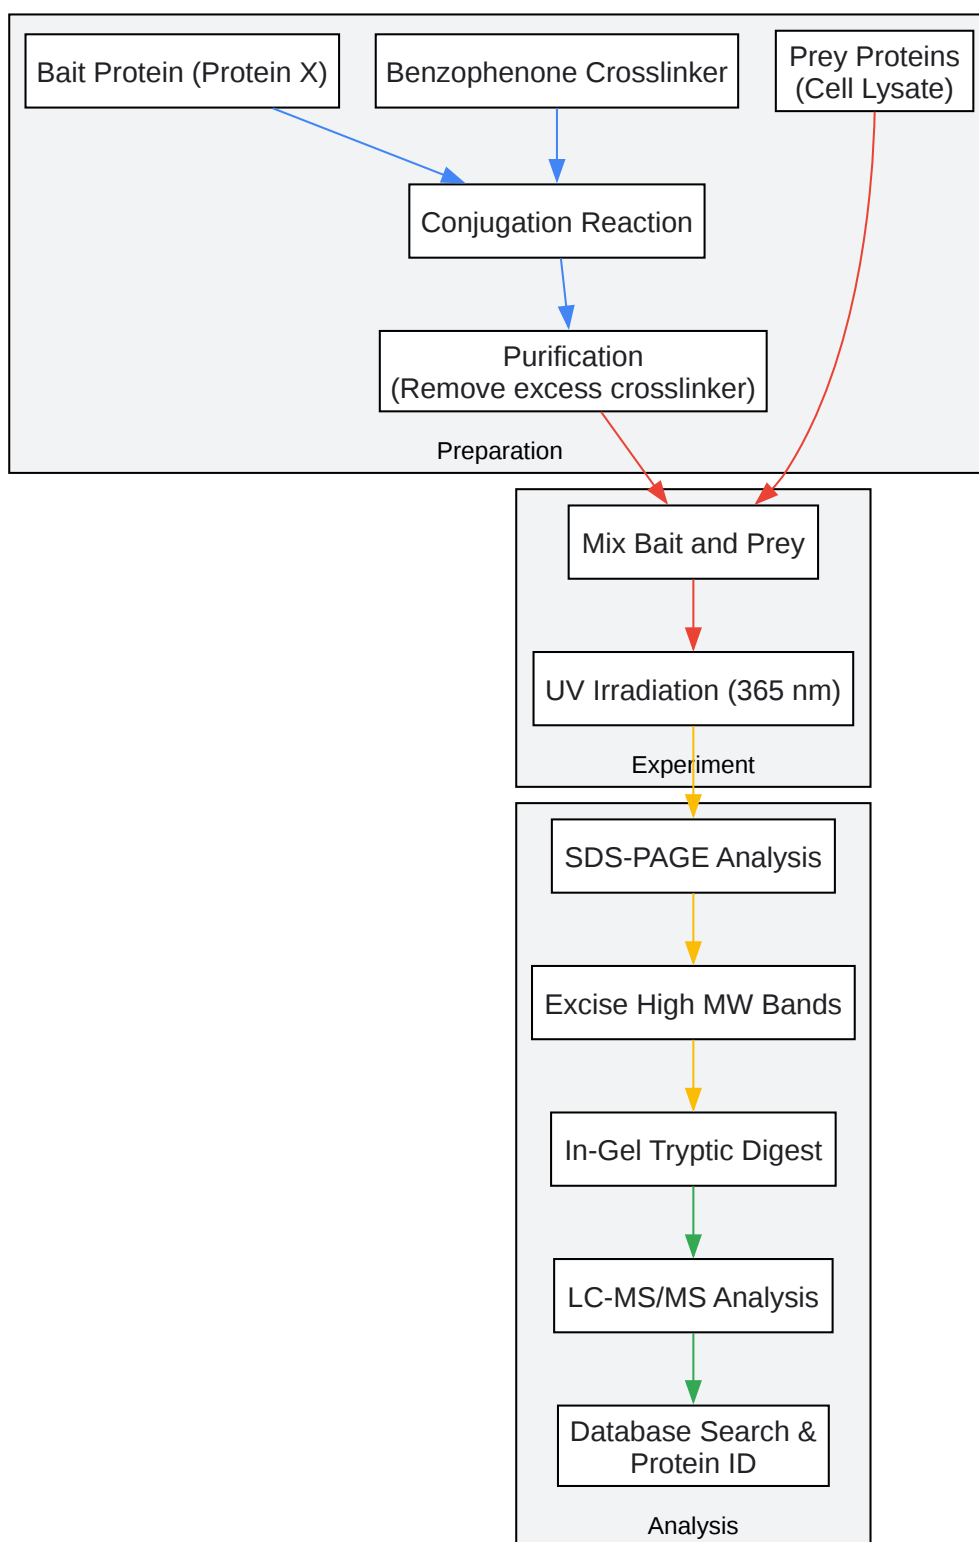 Bait Protein (Protein X)
Benzophenone Crosslinker
Prey Proteins
(Cell Lysate)
Conjugation Reaction
Purification
(Remove excess crosslinker)
Preparation
Mix Bait and Prey
UV Irradiation (365 nm)
Experiment
SDS-PAGE Analysis
Excise High MW Bands
In-Gel Tryptic Digest
LC-MS/MS Analysis
Database Search &
Protein ID
Analysis